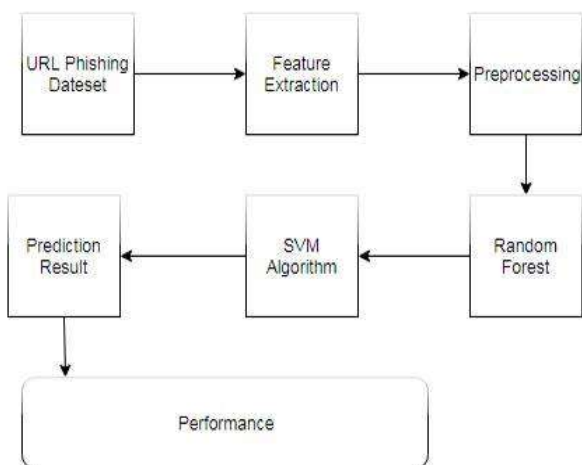 URL Phishing
Dateset
Feature
Extraction
Preprocessing
Random
Forest
SVM
Algorithm
Prediction
Result
Performance